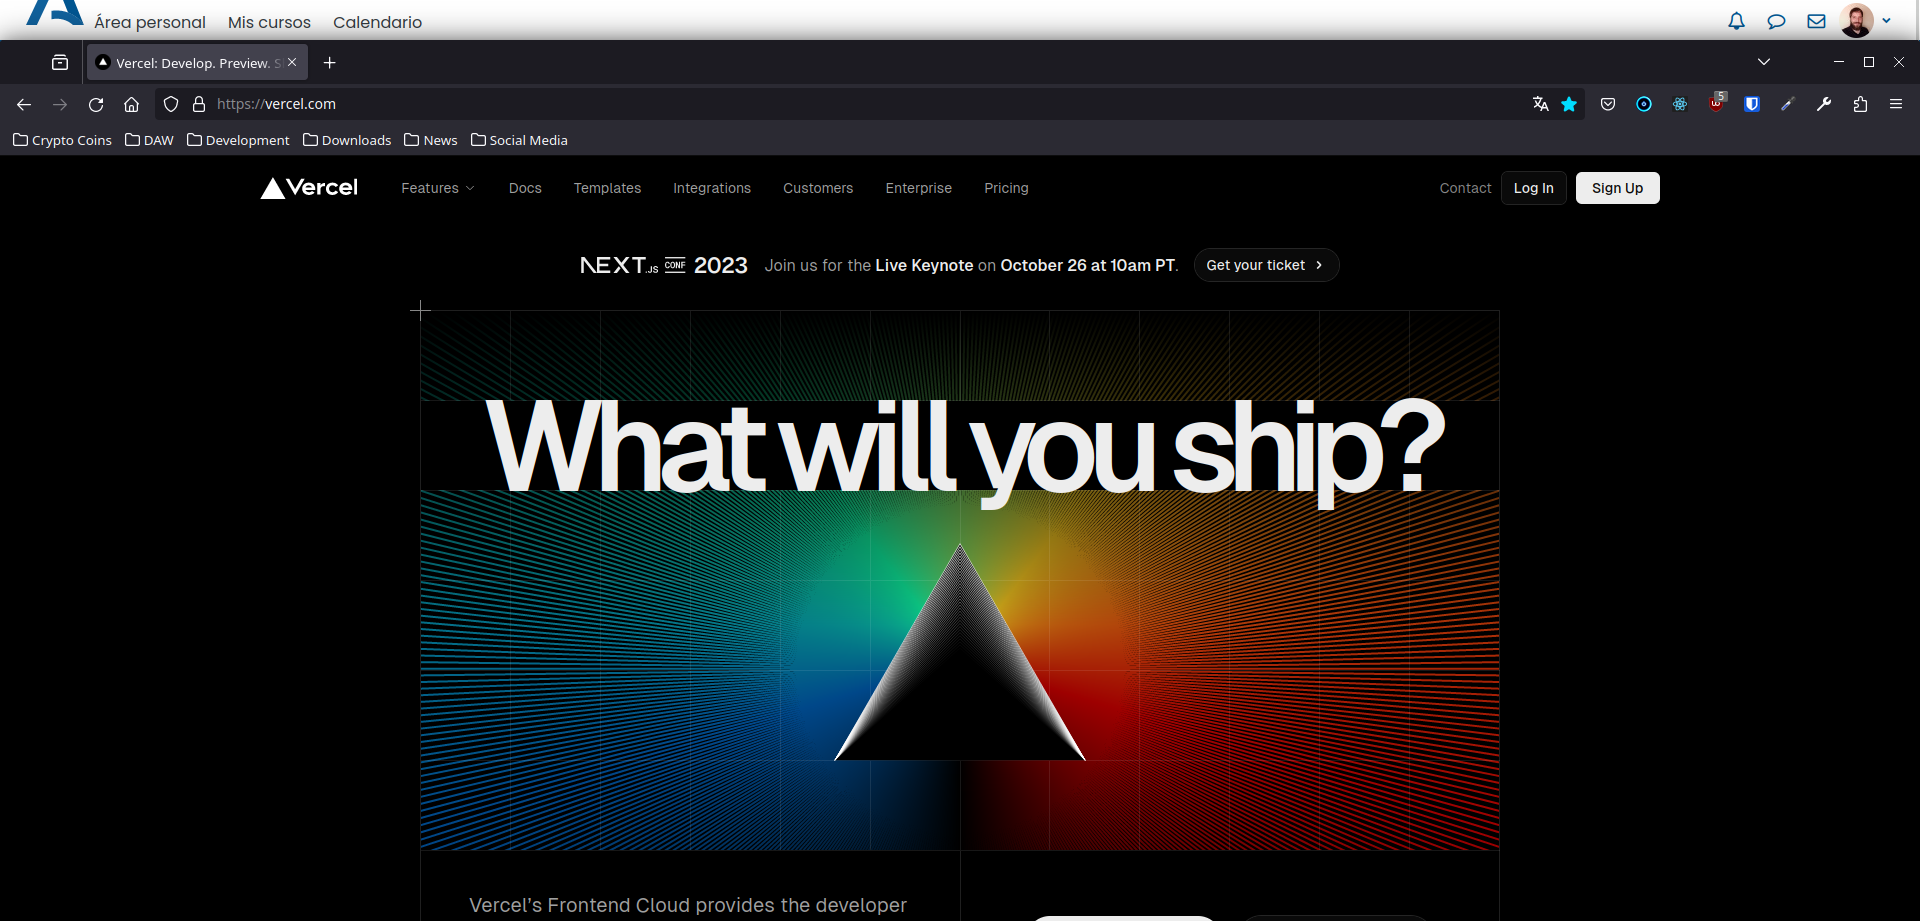 Área personal Mis cursos Calendario
Vercel: Develop. Preview. S
https://vercel.com
5
Crypto Coins DAW Development Downloads News Social Media
Vercel Features Docs Templates Integrations Customers Enterprise Pricing Contact Log In Sign Up
NEXT.JS CONF 2023 Join us for the Live Keynote on October 26 at 10am PT. Get your ticket
What will you ship?
Vercel’s Frontend Cloud provides the developer